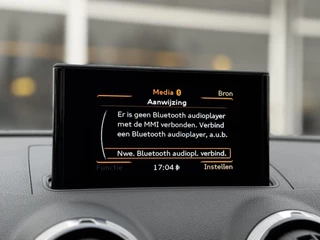 Media
Bron
Aanwijzing
Er is geen Bluetooth audioplayer
met de MMI verbonden. Verbind
een Bluetooth audioplayer, a.u.b.
Nwe. Bluetooth audiopl. verbind.
Functie
17:04
Instellen